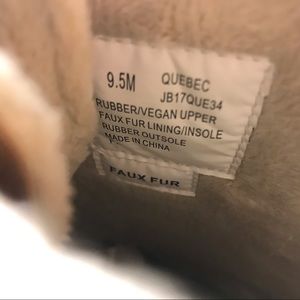 9.5M QUEBEC
JB17QUE34
RUBBER/VEGAN UPPER
FAUX FUR LINING/INSOLE
RUBBER OUTSOLE
MADE IN CHINA
FAUX FUR